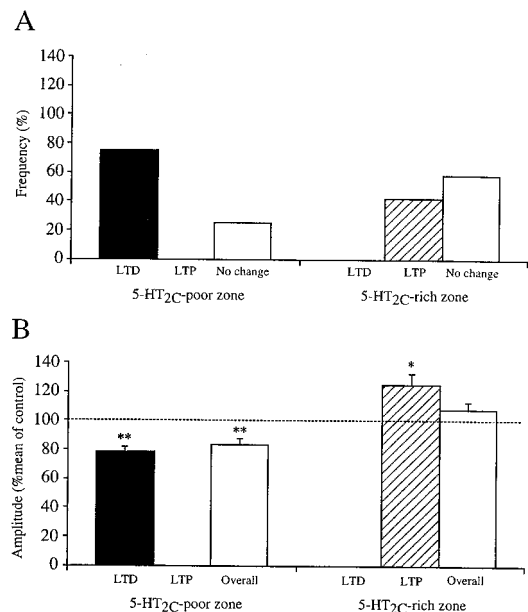 A
140
120
100
80
60
40
20
0
Frequency (%)
LTD LTP No change LTD LTP No change
5-HT2C-poor zone 5-HT2C-rich zone
B
140
120
100
80
60
40
20
0
Amplitude (%mean of control)
** ** *
LTD LTP Overall LTD LTP Overall
5-HT2C-poor zone 5-HT2C-rich zone